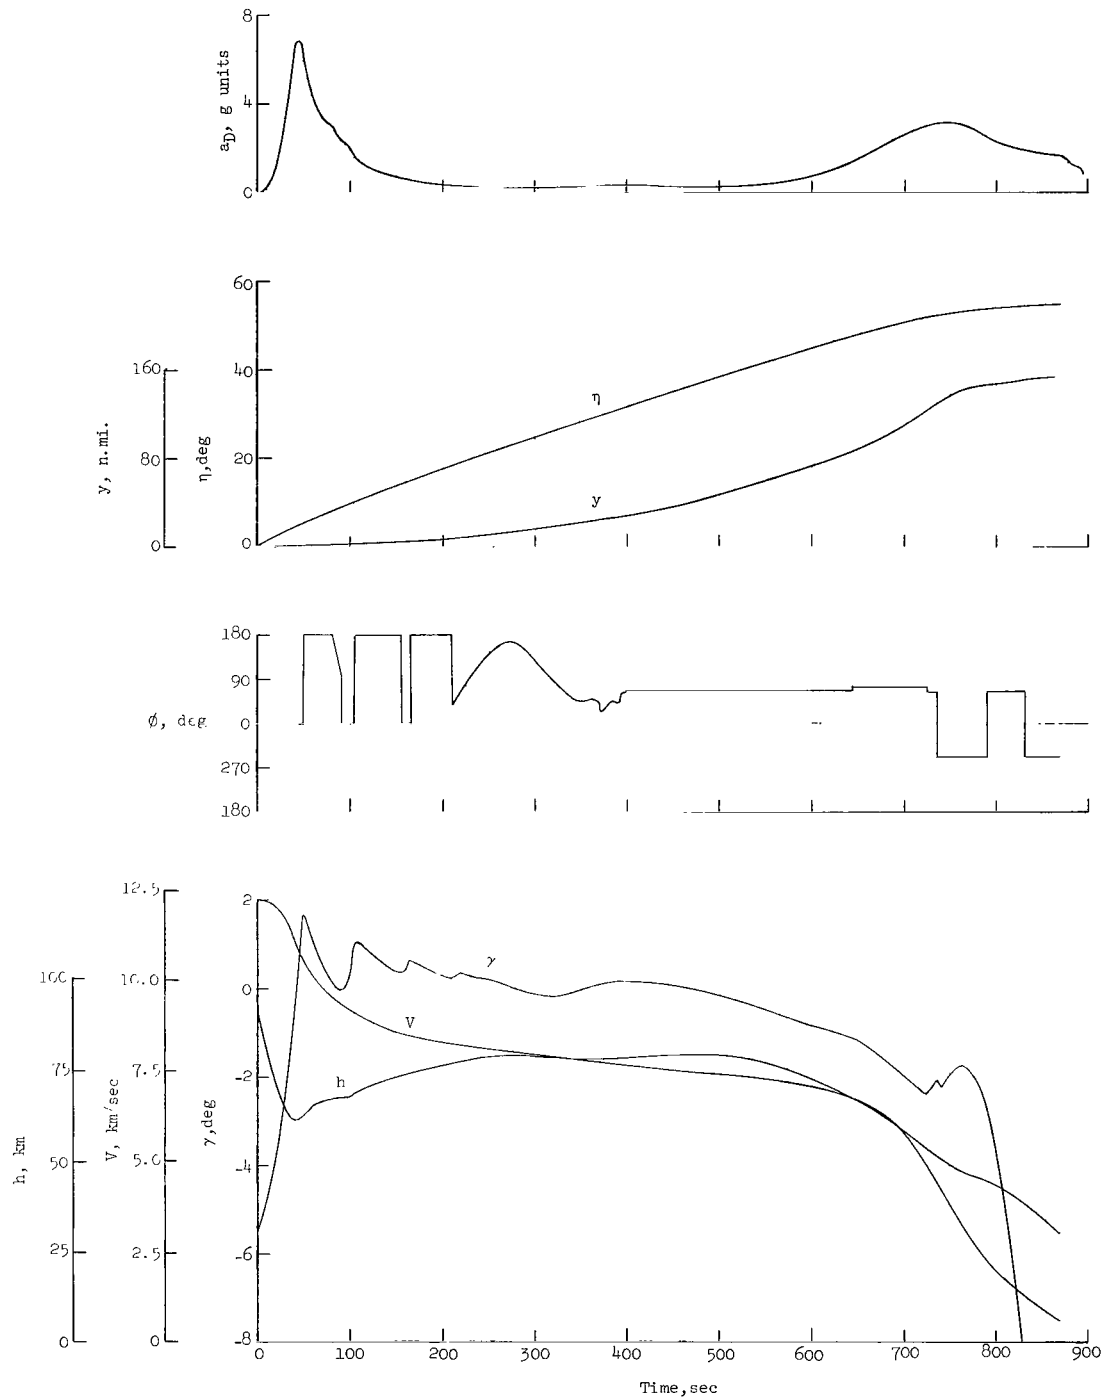 8
4
0
a_D, g units
60
40
20
0
160
80
0
y, n.mi.
η,deg
η
y
180
90
0
270
180
ϕ, deg
12.5
10.0
7.5
5.0
2.5
0
V, km/sec
100
75
50
25
0
h, km
2
0
-2
-4
-6
-8
γ,deg
γ
V
h
0 100 200 300 400 500 600 700 800 900
Time,sec